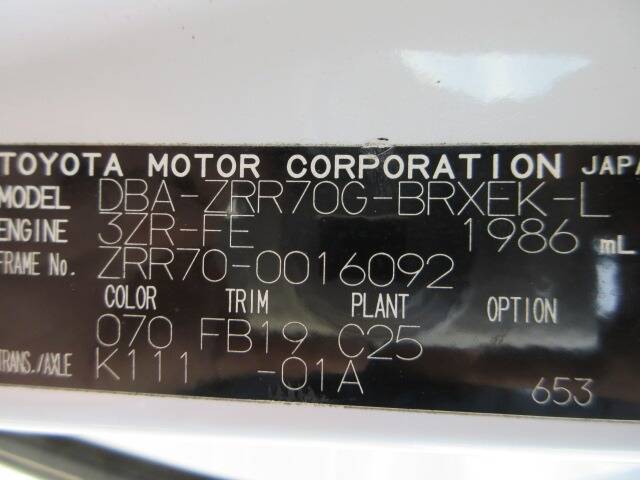 TOYOTA MOTOR CORPORATION JAPA
MODEL DBA-ZRR70G-BRXEK-L
ENGINE 3ZR-FE 1986 mL
FRAME No. ZRR70-0016092
COLOR TRIM PLANT OPTION
070 FB19 C25
TRANS./AXLE K111 -01A 653